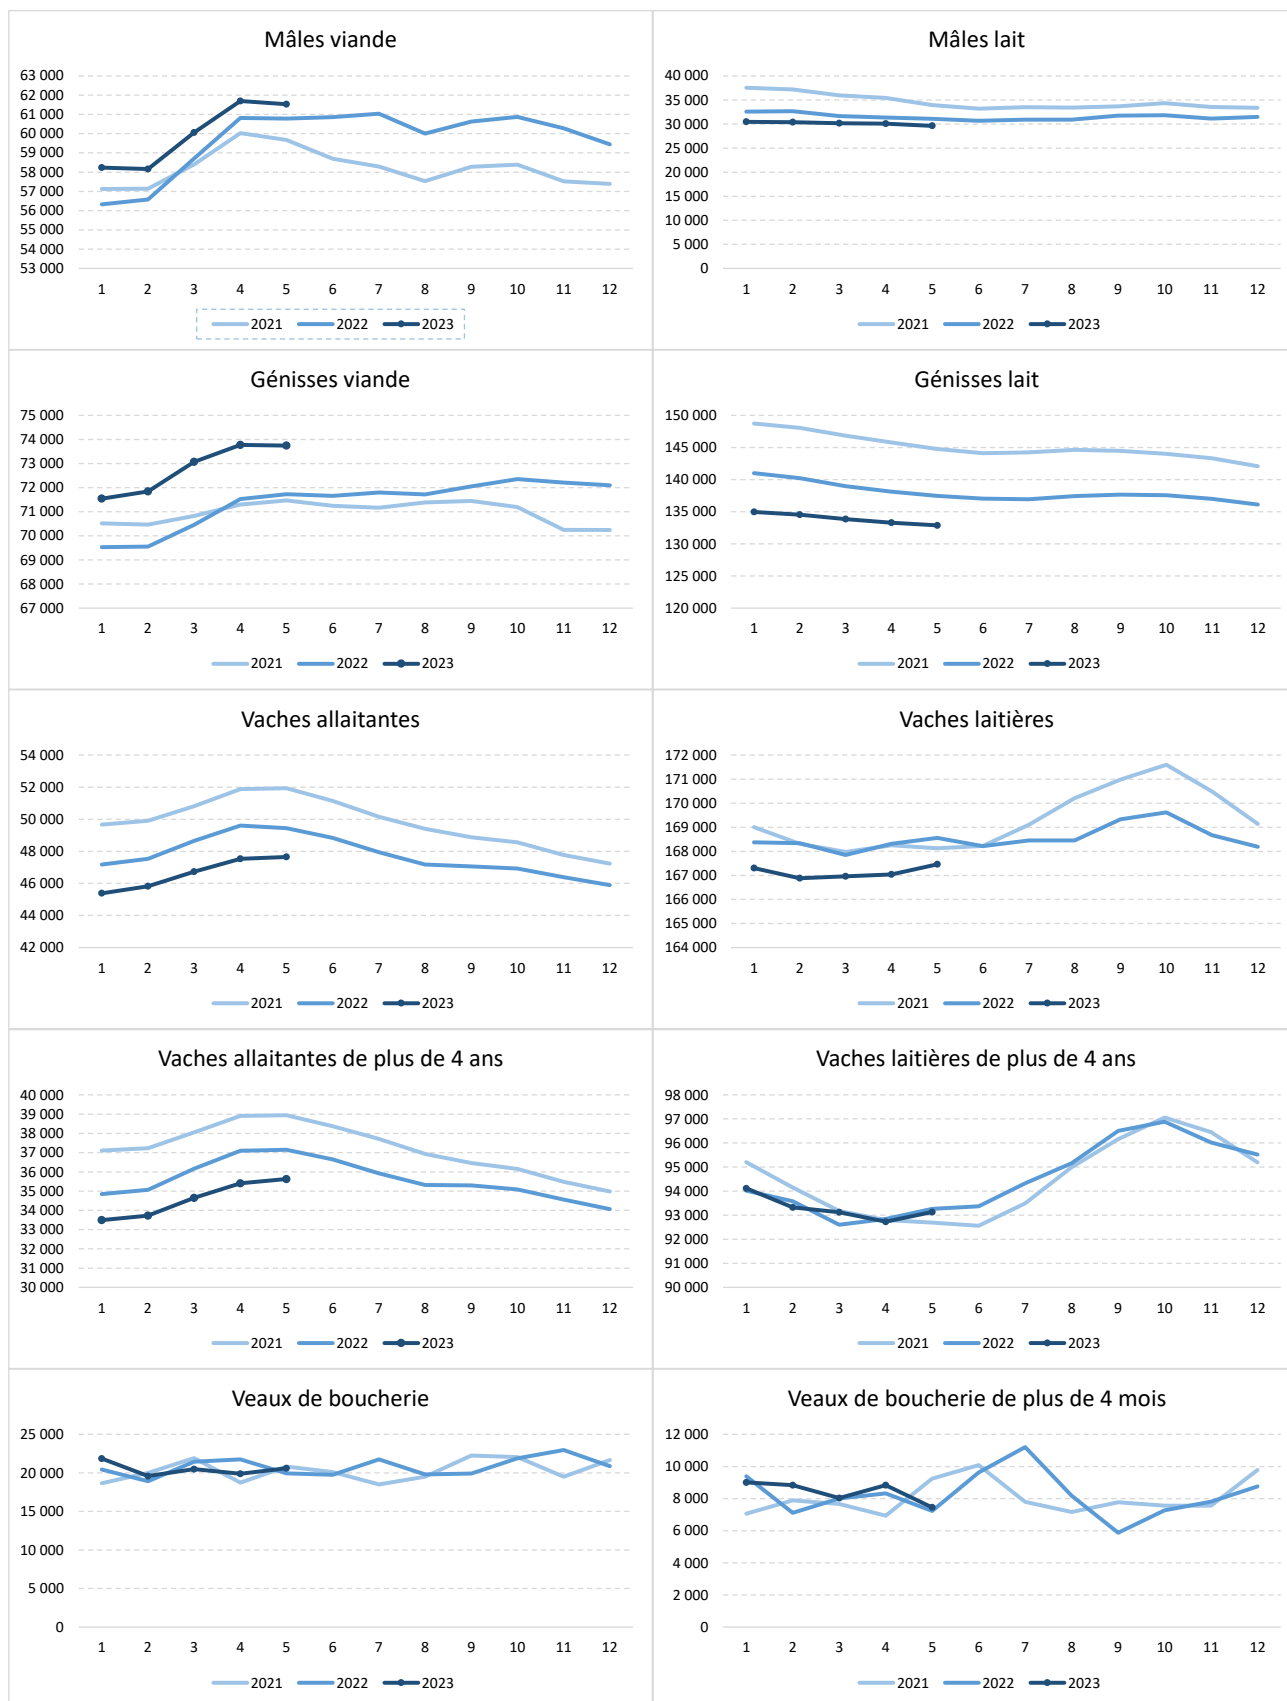 Mâles viande
63 000
62 000
61 000
60 000
59 000
58 000
57 000
56 000
55 000
54 000
53 000
1 2 3 4 5 6 7 8 9 10 11 12
2021 2022 2023
Mâles lait
40 000
35 000
30 000
25 000
20 000
15 000
10 000
5 000
0
1 2 3 4 5 6 7 8 9 10 11 12
2021 2022 2023
Génisses viande
75 000
74 000
73 000
72 000
71 000
70 000
69 000
68 000
67 000
1 2 3 4 5 6 7 8 9 10 11 12
2021 2022 2023
Génisses lait
150 000
145 000
140 000
135 000
130 000
125 000
120 000
1 2 3 4 5 6 7 8 9 10 11 12
2021 2022 2023
Vaches allaitantes
54 000
52 000
50 000
48 000
46 000
44 000
42 000
1 2 3 4 5 6 7 8 9 10 11 12
2021 2022 2023
Vaches laitières
172 000
171 000
170 000
169 000
168 000
167 000
166 000
165 000
164 000
1 2 3 4 5 6 7 8 9 10 11 12
2021 2022 2023
Vaches allaitantes de plus de 4 ans
40 000
39 000
38 000
37 000
36 000
35 000
34 000
33 000
32 000
31 000
30 000
1 2 3 4 5 6 7 8 9 10 11 12
2021 2022 2023
Vaches laitières de plus de 4 ans
98 000
97 000
96 000
95 000
94 000
93 000
92 000
91 000
90 000
1 2 3 4 5 6 7 8 9 10 11 12
2021 2022 2023
Veaux de boucherie
25 000
20 000
15 000
10 000
5 000
0
1 2 3 4 5 6 7 8 9 10 11 12
2021 2022 2023
Veaux de boucherie de plus de 4 mois
12 000
10 000
8 000
6 000
4 000
2 000
0
1 2 3 4 5 6 7 8 9 10 11 12
2021 2022 2023